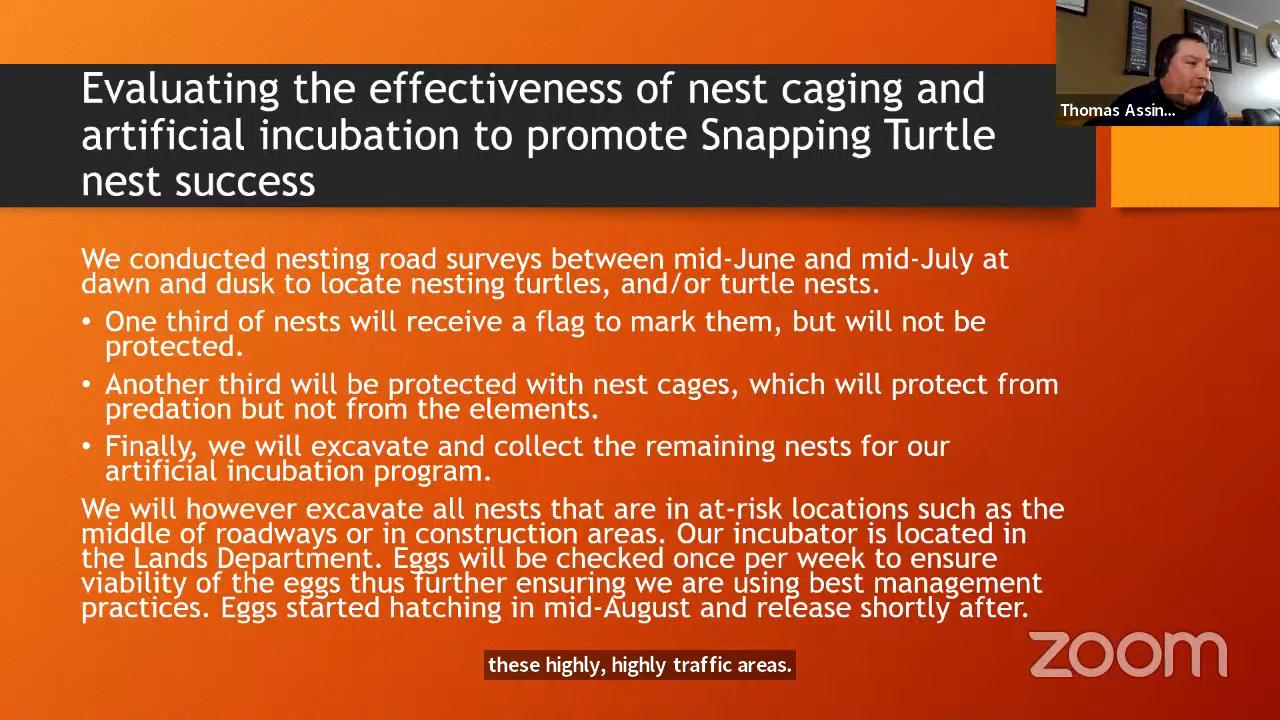 Evaluating the effectiveness of nest caging and
artificial incubation to promote Snapping Turtle
nest success
Thomas Assin...
We conducted nesting road surveys between mid-June and mid-July at
dawn and dusk to locate nesting turtles, and/or turtle nests.
• One third of nests will receive a flag to mark them, but will not be
protected.
• Another third will be protected with nest cages, which will protect from
predation but not from the elements.
• Finally, we will excavate and collect the remaining nests for our
artificial incubation program.
We will however excavate all nests that are in at-risk locations such as the
middle of roadways or in construction areas. Our incubator is located in
the Lands Department. Eggs will be checked once per week to ensure
viability of the eggs thus further ensuring we are using best management
practices. Eggs started hatching in mid-August and release shortly after.
these highly, highly traffic areas.
zoom